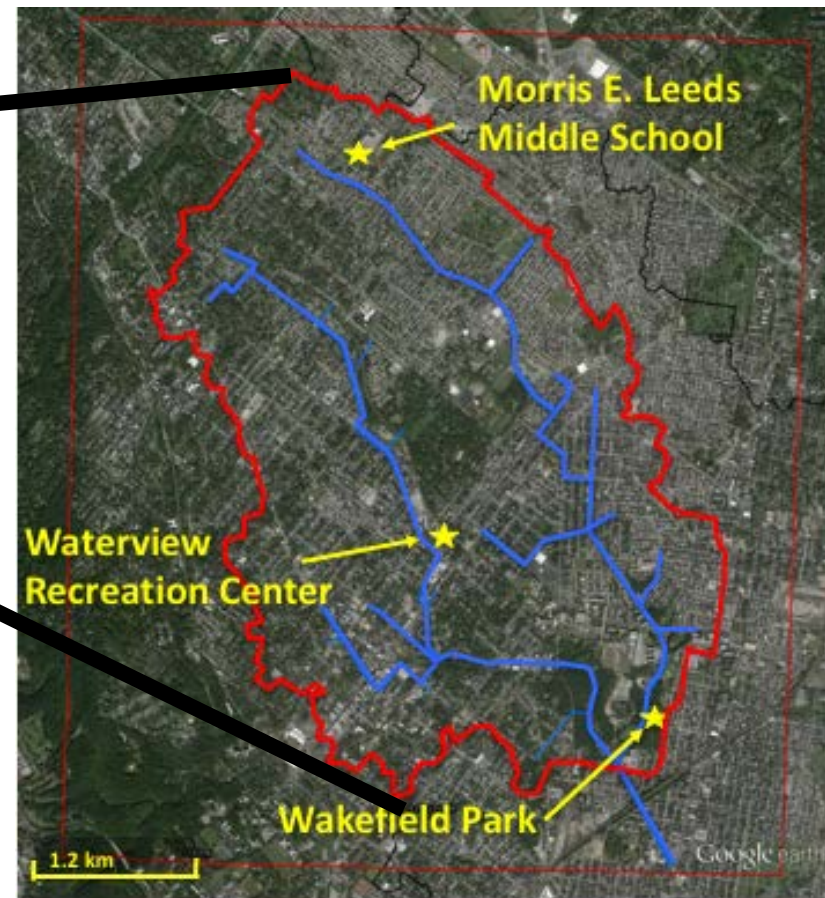 Morris E. Leeds
Middle School
Waterview
Recreation Center
Wakefield Park
1.2 km
Google earth